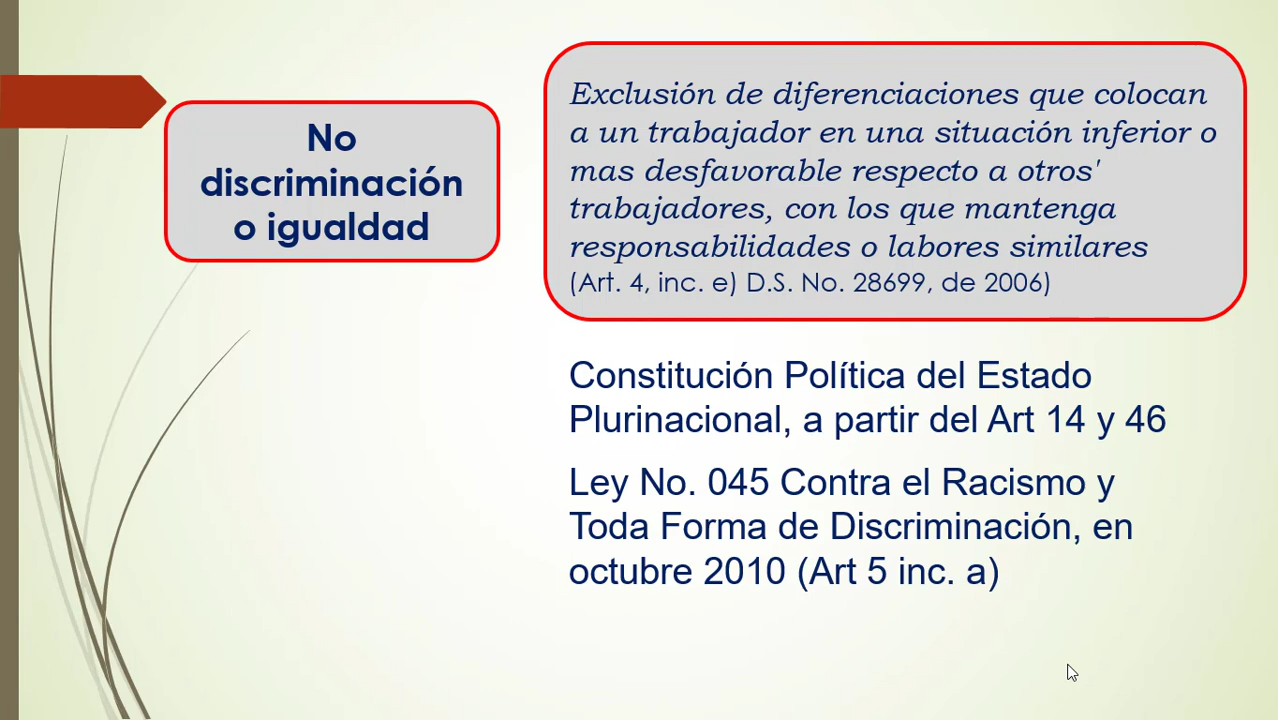 No
discriminación
o igualdad
Exclusión de diferenciaciones que colocan
a un trabajador en una situación inferior o
mas desfavorable respecto a otros'
trabajadores, con los que mantenga
responsabilidades o labores similares
(Art. 4, inc. e) D.S. No. 28699, de 2006)
Constitución Política del Estado
Plurinacional, a partir del Art 14 y 46
Ley No. 045 Contra el Racismo y
Toda Forma de Discriminación, en
octubre 2010 (Art 5 inc. a)